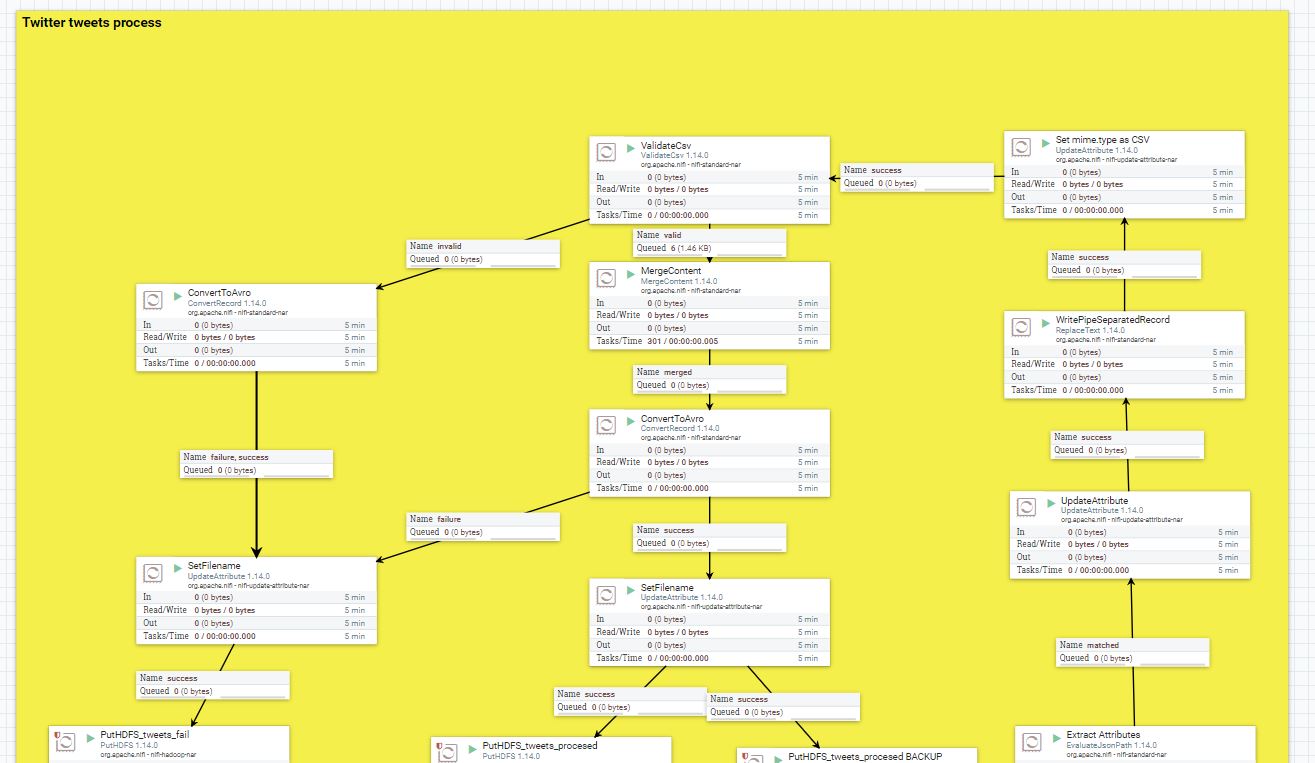 Twitter tweets process
ValidateCsv
ValidateCsv 1.14.0
org.apache.nifi - nifi-standard-nar
In 0 (0 bytes) 5 min
Read/Write 0 bytes / 0 bytes 5 min
Out 0 (0 bytes) 5 min
Tasks/Time 0 / 00:00:00.000 5 min
Name success
Queued 0 (0 bytes)
Set mime.type as CSV
UpdateAttribute 1.14.0
org.apache.nifi - nifi-update-attribute-nar
In 0 (0 bytes) 5 min
Read/Write 0 bytes / 0 bytes 5 min
Out 0 (0 bytes) 5 min
Tasks/Time 0 / 00:00:00.000 5 min
Name invalid
Queued 0 (0 bytes)
Name valid
Queued 6 (1.46 KB)
Name success
Queued 0 (0 bytes)
ConvertToAvro
ConvertRecord 1.14.0
org.apache.nifi - nifi-standard-nar
In 0 (0 bytes) 5 min
Read/Write 0 bytes / 0 bytes 5 min
Out 0 (0 bytes) 5 min
Tasks/Time 0 / 00:00:00.000 5 min
MergeContent
MergeContent 1.14.0
org.apache.nifi - nifi-standard-nar
In 0 (0 bytes) 5 min
Read/Write 0 bytes / 0 bytes 5 min
Out 0 (0 bytes) 5 min
Tasks/Time 301 / 00:00:00.005 5 min
WritePipeSeparatedRecord
ReplaceText 1.14.0
org.apache.nifi - nifi-standard-nar
In 0 (0 bytes) 5 min
Read/Write 0 bytes / 0 bytes 5 min
Out 0 (0 bytes) 5 min
Tasks/Time 0 / 00:00:00.000 5 min
Name merged
Queued 0 (0 bytes)
ConvertToAvro
ConvertRecord 1.14.0
org.apache.nifi - nifi-standard-nar
In 0 (0 bytes) 5 min
Read/Write 0 bytes / 0 bytes 5 min
Out 0 (0 bytes) 5 min
Tasks/Time 0 / 00:00:00.000 5 min
Name success
Queued 0 (0 bytes)
Name failure, success
Queued 0 (0 bytes)
Name failure
Queued 0 (0 bytes)
Name success
Queued 0 (0 bytes)
UpdateAttribute
UpdateAttribute 1.14.0
org.apache.nifi - nifi-update-attribute-nar
In 0 (0 bytes) 5 min
Read/Write 0 bytes / 0 bytes 5 min
Out 0 (0 bytes) 5 min
Tasks/Time 0 / 00:00:00.000 5 min
SetFilename
UpdateAttribute 1.14.0
org.apache.nifi - nifi-update-attribute-nar
In 0 (0 bytes) 5 min
Read/Write 0 bytes / 0 bytes 5 min
Out 0 (0 bytes) 5 min
Tasks/Time 0 / 00:00:00.000 5 min
SetFilename
UpdateAttribute 1.14.0
org.apache.nifi - nifi-update-attribute-nar
In 0 (0 bytes) 5 min
Read/Write 0 bytes / 0 bytes 5 min
Out 0 (0 bytes) 5 min
Tasks/Time 0 / 00:00:00.000 5 min
Name matched
Queued 0 (0 bytes)
Name success
Queued 0 (0 bytes)
Name success
Queued 0 (0 bytes)
Name success
Queued 0 (0 bytes)
PutHDFS_tweets_fail
PutHDFS 1.14.0
org.apache.nifi - nifi-hadoop-nar
PutHDFS_tweets_procesed
PutHDFS 1.14.0
PutHDFS_tweets_procesed BACKUP
Extract Attributes
EvaluateJsonPath 1.14.0
org.apache.nifi - nifi-standard-nar